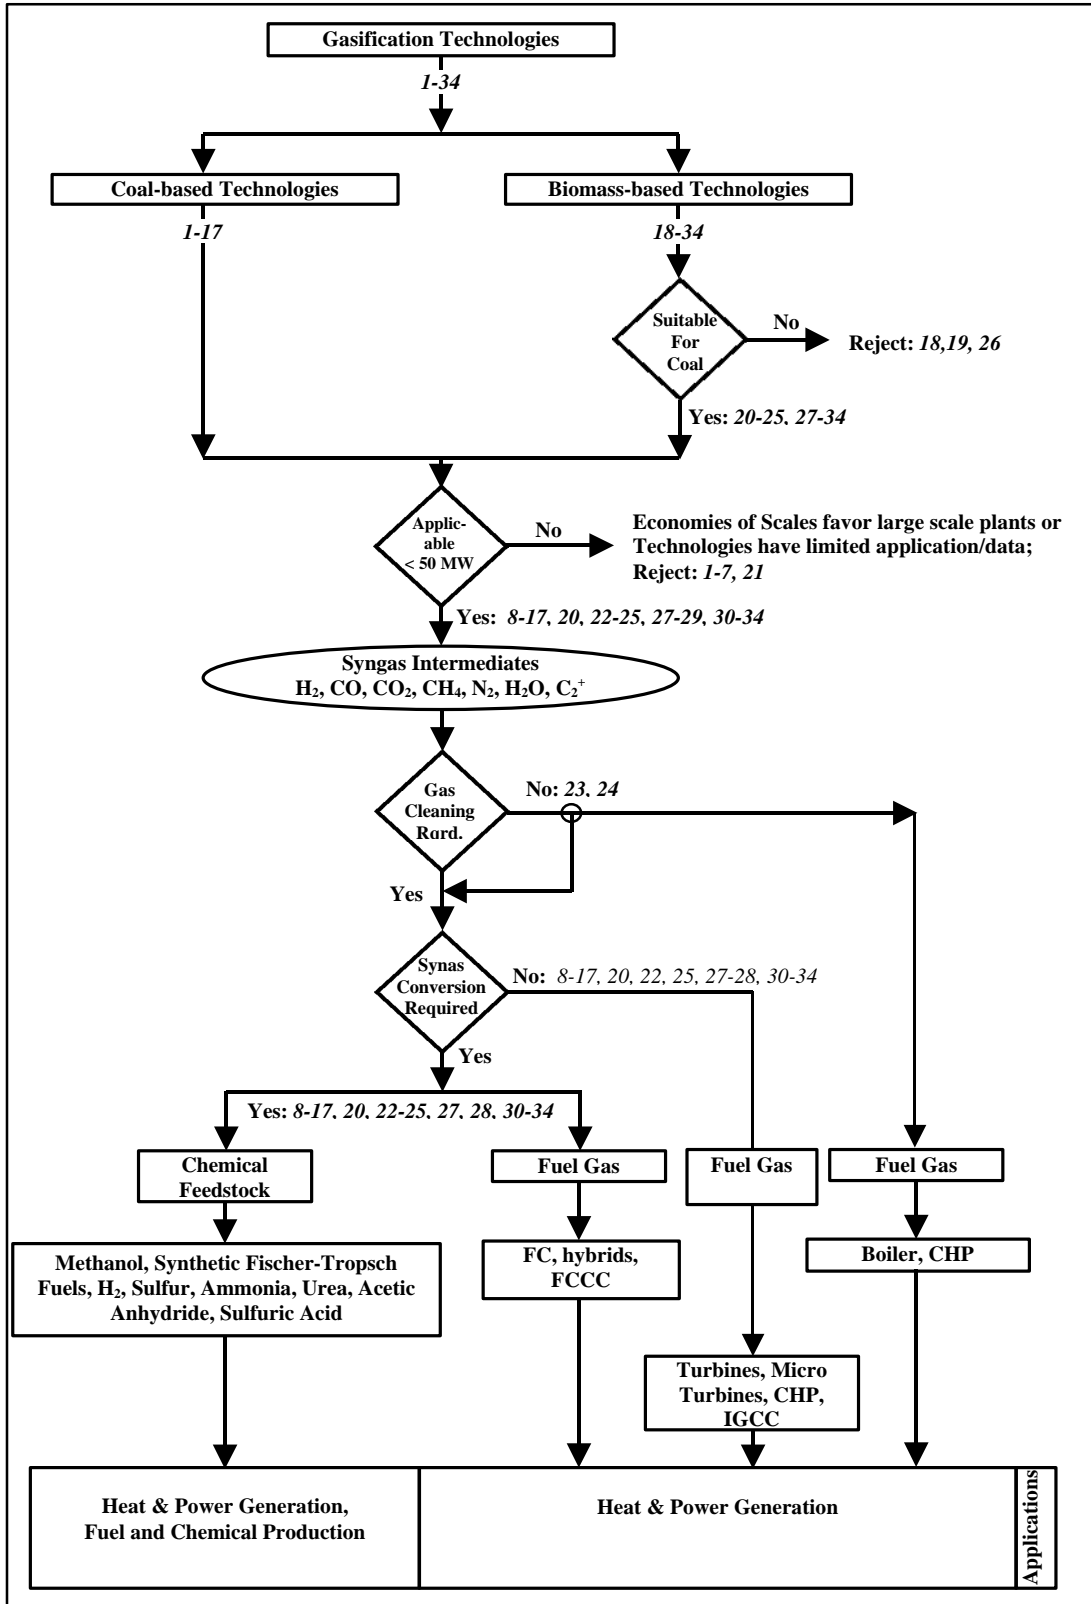 Gasification Technologies
1-34
Coal-based Technologies
Biomass-based Technologies
1-17
18-34
Suitable
For
Coal
No
Reject: 18,19, 26
Yes: 20-25, 27-34
Applic-
able
< 50 MW
No
Economies of Scales favor large scale plants or
Technologies have limited application/data;
Reject: 1-7, 21
Yes: 8-17, 20, 22-25, 27-29, 30-34
Syngas Intermediates
H₂, CO, CO₂, CH₄, N₂, H₂O, C₂⁺
Gas
Cleaning
Rqrd.
No: 23, 24
Yes
Synas
Conversion
Required
No: 8-17, 20, 22, 25, 27-28, 30-34
Yes
Yes: 8-17, 20, 22-25, 27, 28, 30-34
Chemical
Feedstock
Fuel Gas
Fuel Gas
Fuel Gas
Methanol, Synthetic Fischer-Tropsch
Fuels, H₂, Sulfur, Ammonia, Urea, Acetic
Anhydride, Sulfuric Acid
FC, hybrids,
FCCC
Boiler, CHP
Turbines, Micro
Turbines, CHP,
IGCC
Heat & Power Generation,
Fuel and Chemical Production
Heat & Power Generation
Applications